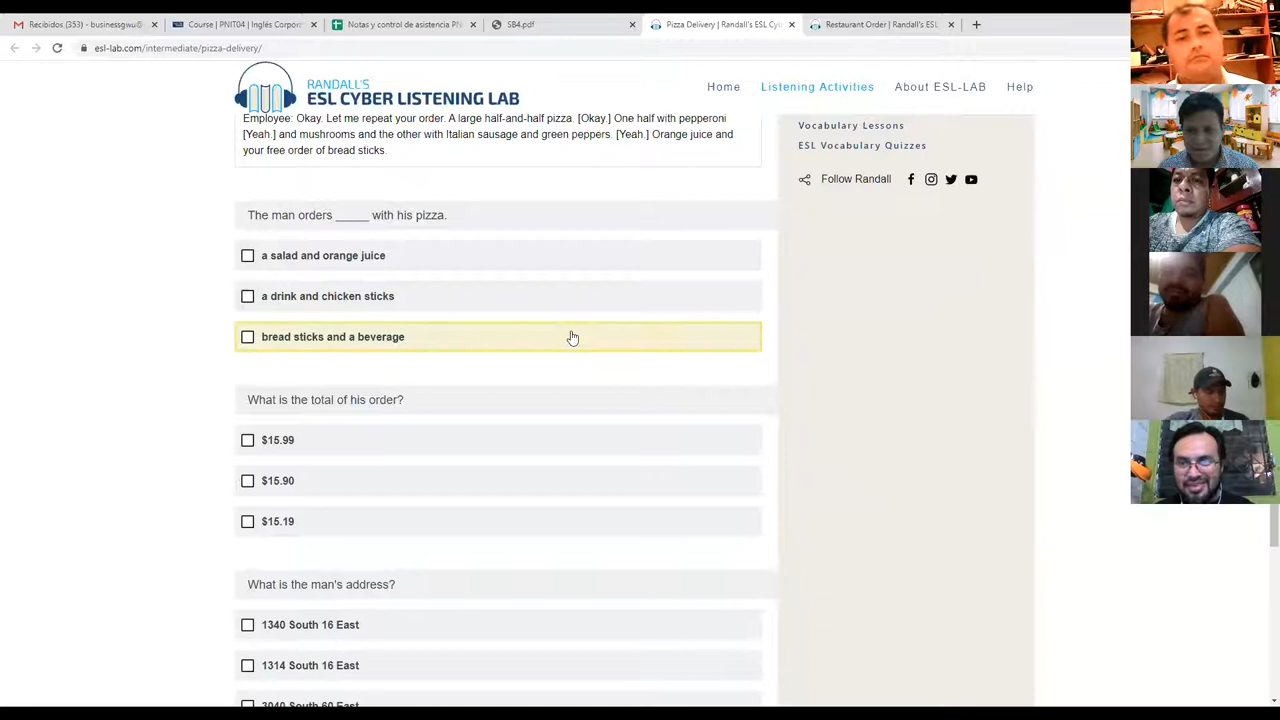 Recibidos (353) - businessgwu@
Course | PNIT04 | Inglés Corpor
Notas y control de asistencia PN
SB4.pdf
Pizza Delivery | Randall's ESL Cyb
Restaurant Order | Randall's ESL
esl-lab.com/intermediate/pizza-delivery/
RANDALL'S
ESL CYBER LISTENING LAB
Home
Listening Activities
About ESL-LAB
Help
Employee: Okay. Let me repeat your order. A large half-and-half pizza. [Okay.] One half with pepperoni
[Yeah.] and mushrooms and the other with Italian sausage and green peppers. [Yeah.] Orange juice and
your free order of bread sticks.
Vocabulary Lessons
ESL Vocabulary Quizzes
Follow Randall
The man orders _____ with his pizza.
a salad and orange juice
a drink and chicken sticks
bread sticks and a beverage
What is the total of his order?
$15.99
$15.90
$15.19
What is the man's address?
1340 South 16 East
1314 South 16 East
3040 South 60 East